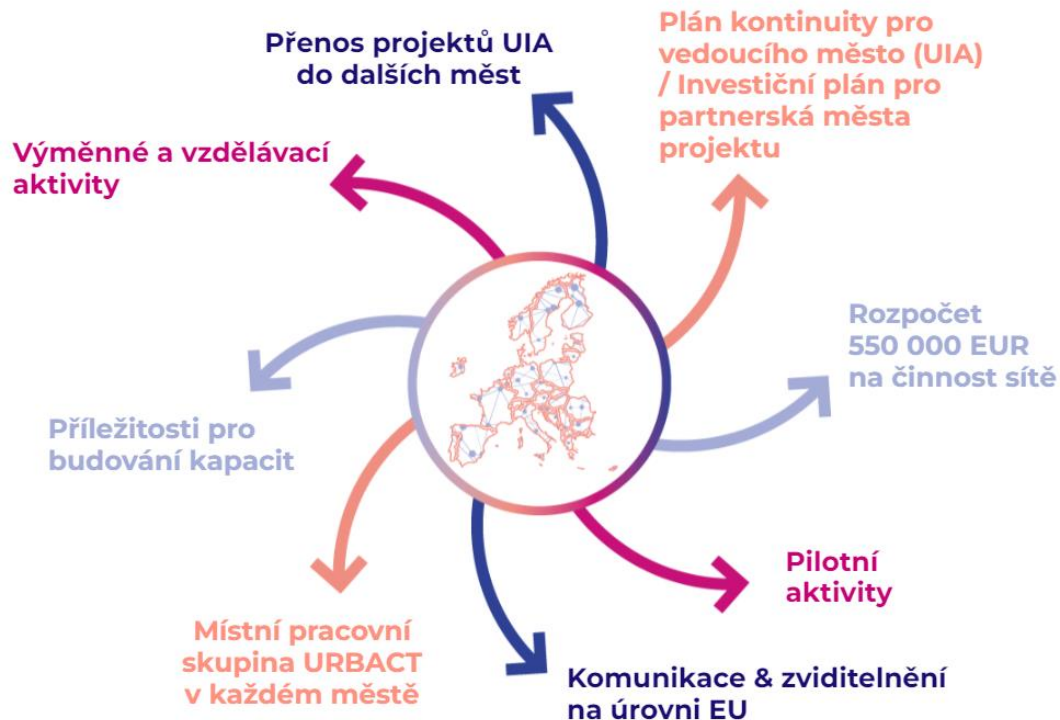 Přenos projektů UIA
do dalších měst
Plán kontinuity pro
vedoucího město (UIA)
/ Investiční plán pro
partnerská města
projektu
Výměnné a vzdělávací
aktivity
Rozpočet
550 000 EUR
na činnost sítě
Příležitosti pro
budování kapacit
Pilotní
aktivity
Místní pracovní
skupina URBACT
v každém městě
Komunikace & zviditelnění
na úrovni EU